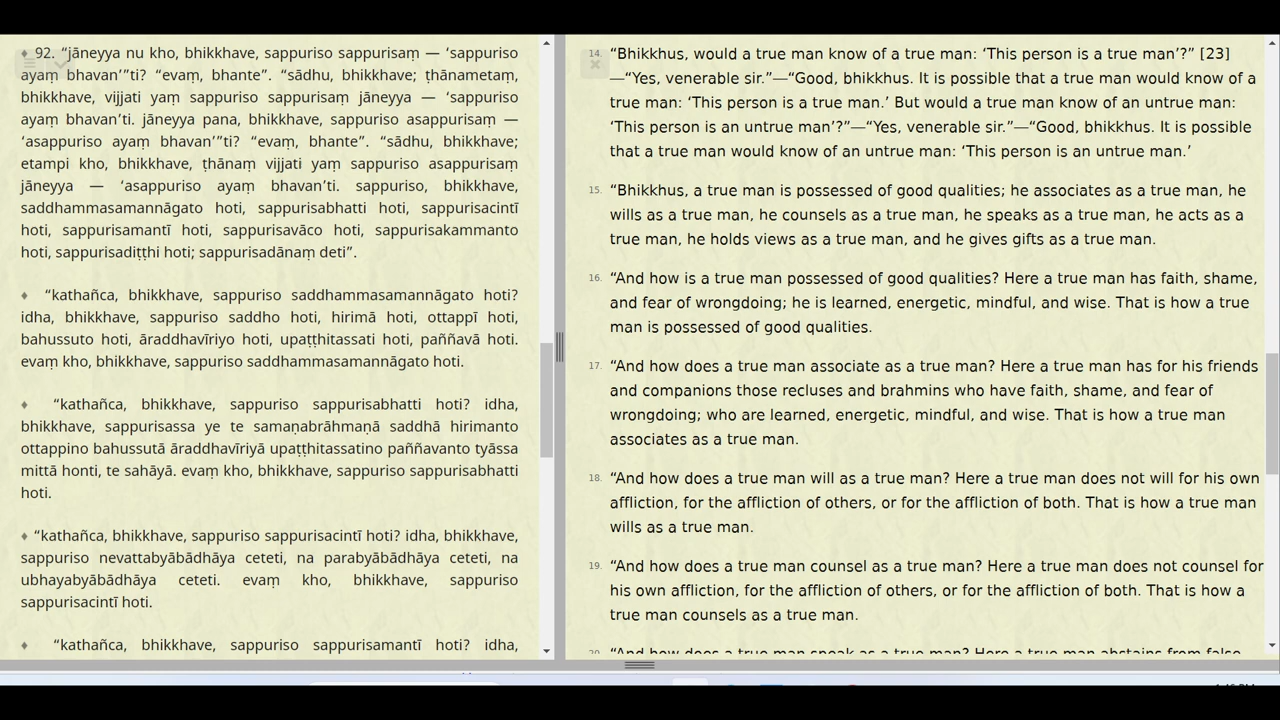 ♦ 92. “jāneyya nu kho, bhikkhave, sappuriso sappurisaṃ — ‘sappuriso
ayaṃ bhavan’”ti? “evaṃ, bhante”. “sādhu, bhikkhave; ṭhānametaṃ,
bhikkhave, vijjati yaṃ sappuriso sappurisaṃ jāneyya — ‘sappuriso
ayaṃ bhavan’ti. jāneyya pana, bhikkhave, sappuriso asappurisaṃ —
‘asappuriso ayaṃ bhavan’”ti? “evaṃ, bhante”. “sādhu, bhikkhave;
etampi kho, bhikkhave, ṭhānaṃ vijjati yaṃ sappuriso asappurisaṃ
jāneyya — ‘asappuriso ayaṃ bhavan’ti. sappuriso, bhikkhave,
saddhammasamannāgato hoti, sappurisabhatti hoti, sappurisacintī
hoti, sappurisamantī hoti, sappurisavāco hoti, sappurisakammanto
hoti, sappurisadiṭṭhi hoti; sappurisadānaṃ deti”.
♦ “kathañca, bhikkhave, sappuriso saddhammasamannāgato hoti?
idha, bhikkhave, sappuriso saddho hoti, hirimā hoti, ottappī hoti,
bahussuto hoti, āraddhavīriyo hoti, upaṭṭhitassati hoti, paññavā hoti.
evaṃ kho, bhikkhave, sappuriso saddhammasamannāgato hoti.
♦ “kathañca, bhikkhave, sappuriso sappurisabhatti hoti? idha,
bhikkhave, sappurisassa ye te samaṇabrāhmaṇā saddhā hirimanto
ottappino bahussutā āraddhavīriyā upaṭṭhitassatino paññavanto tyāssa
mittā honti, te sahāyā. evaṃ kho, bhikkhave, sappuriso sappurisabhatti
hoti.
♦ “kathañca, bhikkhave, sappuriso sappurisacintī hoti? idha, bhikkhave,
sappuriso nevattabyābādhāya ceteti, na parabyābādhāya ceteti, na
ubhayabyābādhāya ceteti. evaṃ kho, bhikkhave, sappuriso
sappurisacintī hoti.
♦ “kathañca, bhikkhave, sappuriso sappurisamantī hoti? idha,
14. “Bhikkhus, would a true man know of a true man: ‘This person is a true man’?” [23]
—“Yes, venerable sir.”—“Good, bhikkhus. It is possible that a true man would know of a
true man: ‘This person is a true man.’ But would a true man know of an untrue man:
‘This person is an untrue man’?”—“Yes, venerable sir.”—“Good, bhikkhus. It is possible
that a true man would know of an untrue man: ‘This person is an untrue man.’
15. “Bhikkhus, a true man is possessed of good qualities; he associates as a true man, he
wills as a true man, he counsels as a true man, he speaks as a true man, he acts as a
true man, he holds views as a true man, and he gives gifts as a true man.
16. “And how is a true man possessed of good qualities? Here a true man has faith, shame,
and fear of wrongdoing; he is learned, energetic, mindful, and wise. That is how a true
man is possessed of good qualities.
17. “And how does a true man associate as a true man? Here a true man has for his friends
and companions those recluses and brahmins who have faith, shame, and fear of
wrongdoing; who are learned, energetic, mindful, and wise. That is how a true man
associates as a true man.
18. “And how does a true man will as a true man? Here a true man does not will for his own
affliction, for the affliction of others, or for the affliction of both. That is how a true man
wills as a true man.
19. “And how does a true man counsel as a true man? Here a true man does not counsel for
his own affliction, for the affliction of others, or for the affliction of both. That is how a
true man counsels as a true man.
20. “And how does a true man speak as a true man? Here a true man abstains from false